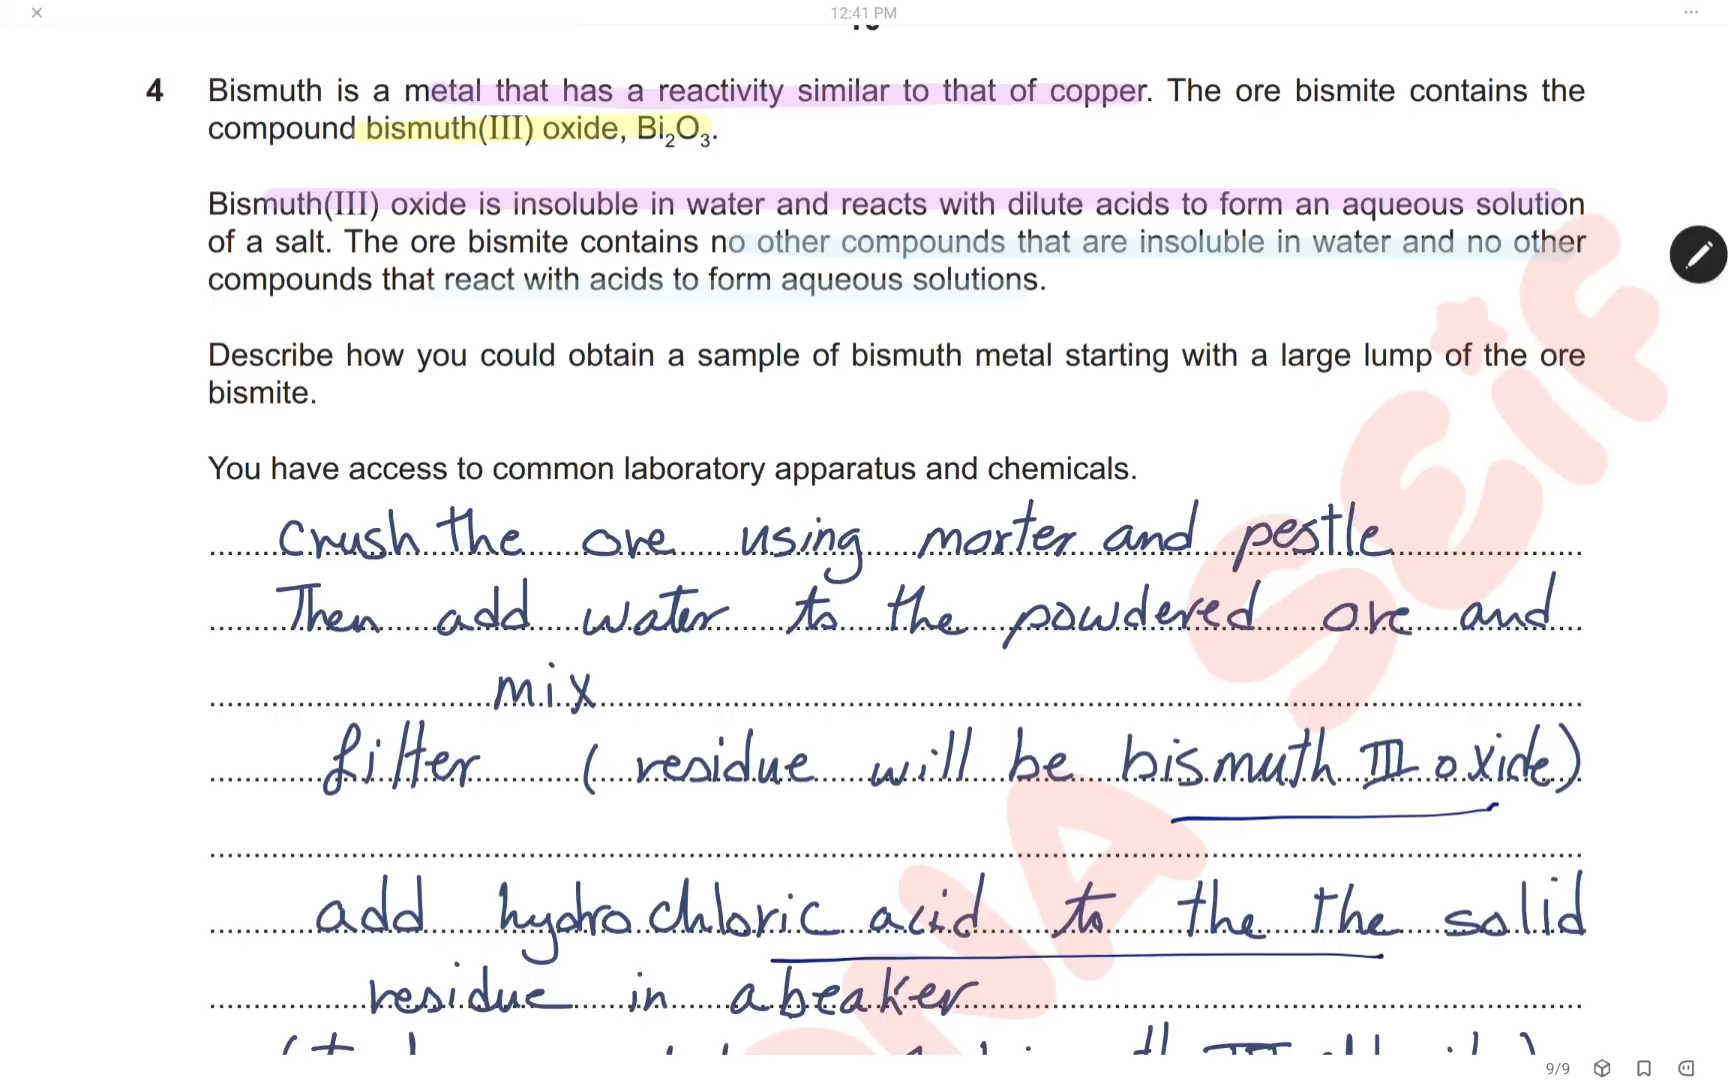 12:41 PM
4 Bismuth is a metal that has a reactivity similar to that of copper. The ore bismite contains the
compound bismuth(III) oxide, Bi₂O₃.
Bismuth(III) oxide is insoluble in water and reacts with dilute acids to form an aqueous solution
of a salt. The ore bismite contains no other compounds that are insoluble in water and no other
compounds that react with acids to form aqueous solutions.
Describe how you could obtain a sample of bismuth metal starting with a large lump of the ore
bismite.
You have access to common laboratory apparatus and chemicals.
crush the ore using morter and pestle
Then add water to the powdered ore and
mix
filter ( residue will be bismuth III oxide)
add hydrochloric acid to the the solid
residue in a beaker
NA SEIF
9/9